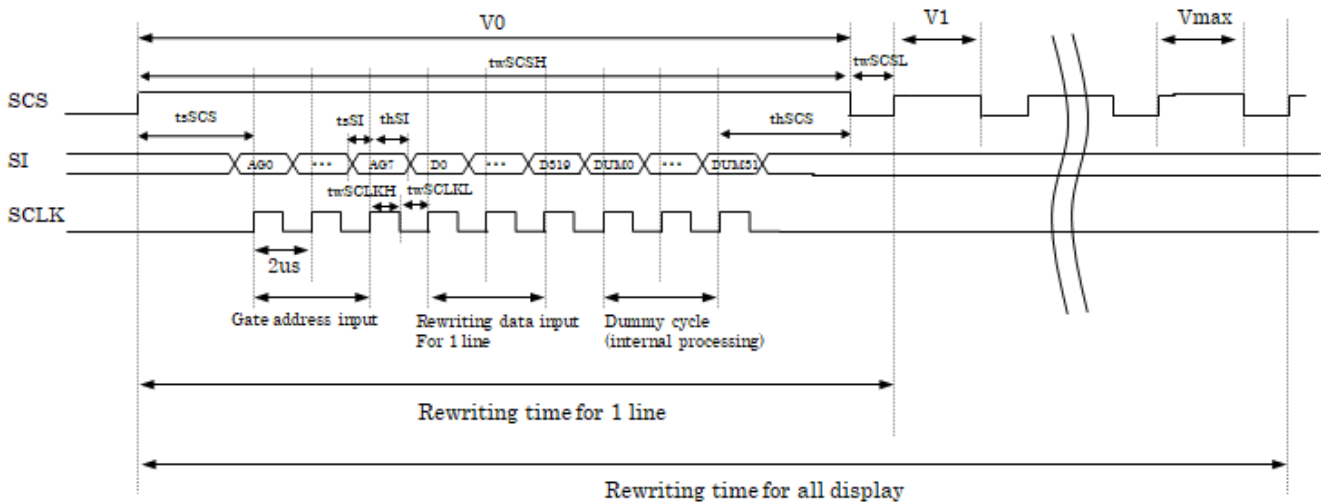 V0
V1
Vmax
twSCSH
twSCSL
SCS
tsSCS
tsSI
thSI
thSCS
SI
AG0
...
AG7
D0
...
D519
DUM0
...
DUM51
twSCLKH
twSCLKL
SCLK
2us
Gate address input
Rewriting data input
For 1 line
Dummy cycle
(internal processing)
Rewriting time for 1 line
Rewriting time for all display